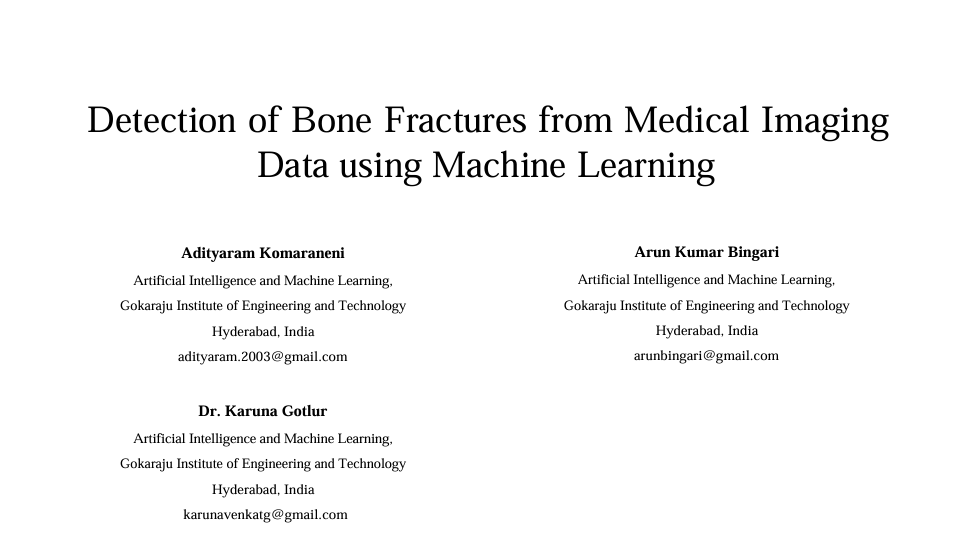 Detection of Bone Fractures from Medical Imaging
Data using Machine Learning
Adityaram Komaraneni
Artificial Intelligence and Machine Learning,
Gokaraju Institute of Engineering and Technology
Hyderabad, India
adityaram.2003@gmail.com
Arun Kumar Bingari
Artificial Intelligence and Machine Learning,
Gokaraju Institute of Engineering and Technology
Hyderabad, India
arunbingari@gmail.com
Dr. Karuna Gotlur
Artificial Intelligence and Machine Learning,
Gokaraju Institute of Engineering and Technology
Hyderabad, India
karunavenkatg@gmail.com